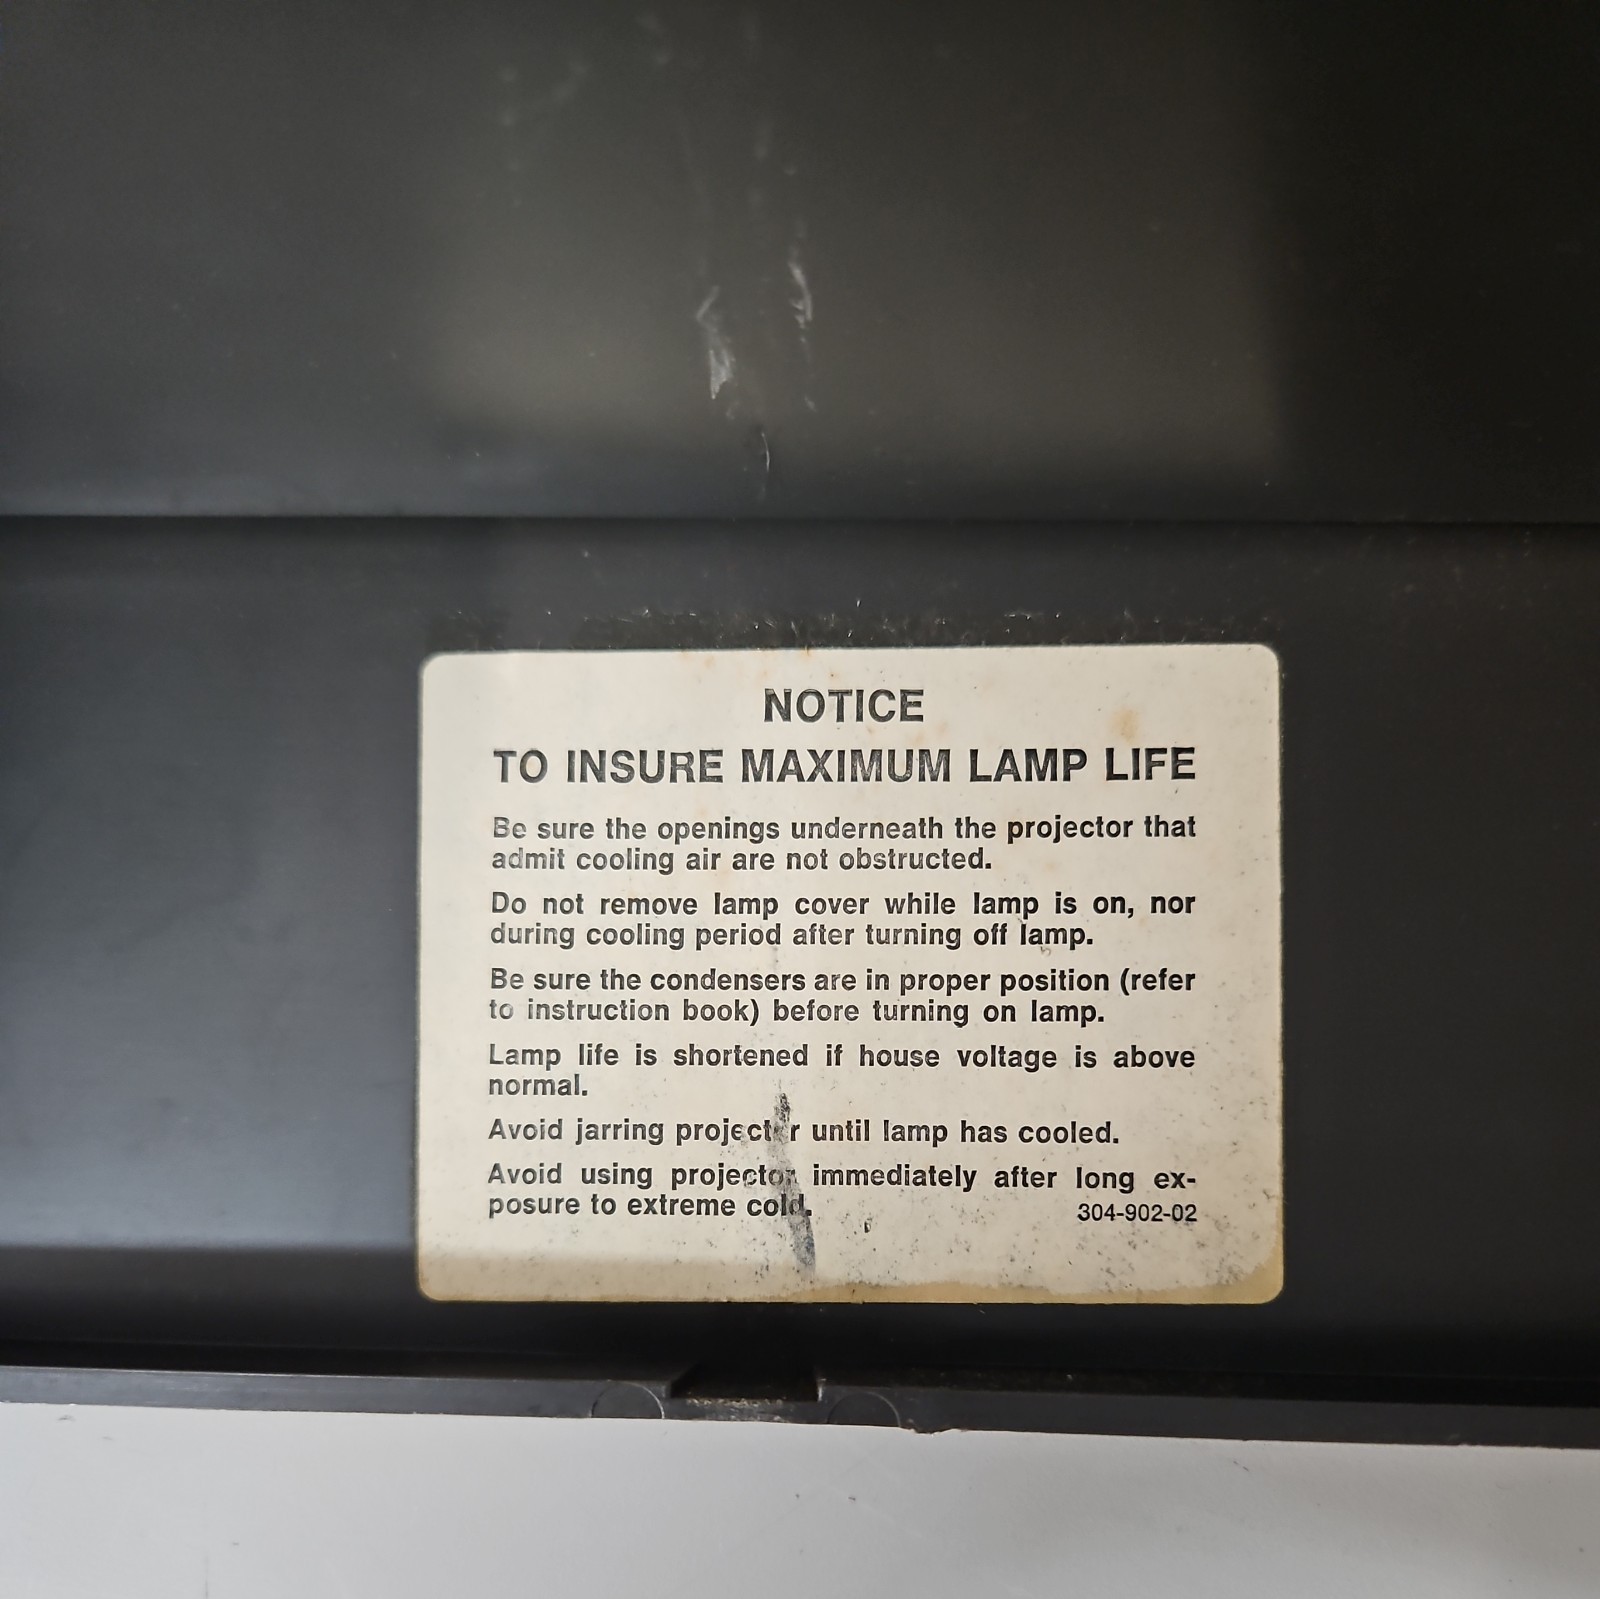 NOTICE
TO INSURE MAXIMUM LAMP LIFE
Be sure the openings underneath the projector that
admit cooling air are not obstructed.
Do not remove lamp cover while lamp is on, nor
during cooling period after turning off lamp.
Be sure the condensers are in proper position (refer
to instruction book) before turning on lamp.
Lamp life is shortened if house voltage is above
normal.
Avoid jarring projector until lamp has cooled.
Avoid using projector immediately after long ex-
posure to extreme cold.
304-902-02